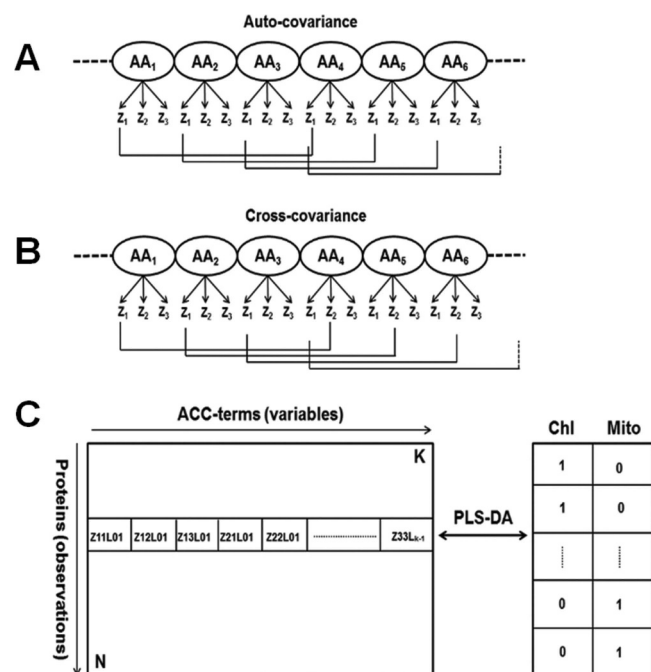 Auto-covariance
A
AA₁ AA₂ AA₃ AA₄ AA₅ AA₆
Z₁ Z₂ Z₃ Z₁ Z₂ Z₃ Z₁ Z₂ Z₃ Z₁ Z₂ Z₃ Z₁ Z₂ Z₃ Z₁ Z₂ Z₃
Cross-covariance
B
AA₁ AA₂ AA₃ AA₄ AA₅ AA₆
Z₁ Z₂ Z₃ Z₁ Z₂ Z₃ Z₁ Z₂ Z₃ Z₁ Z₂ Z₃ Z₁ Z₂ Z₃ Z₁ Z₂ Z₃
C
ACC-terms (variables)
Proteins (observations)
K
Z11L01 Z12L01 Z13L01 Z21L01 Z22L01 Z33Lₖ₋₁
N
PLS-DA
Chl Mito
1 0
1 0
0 1
0 1